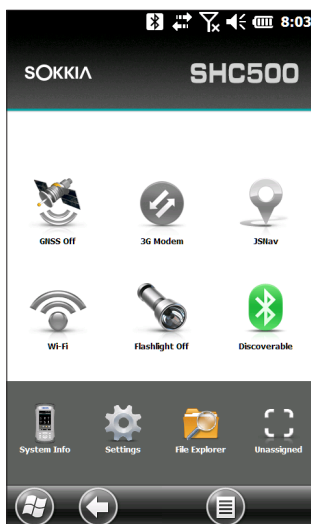 8:03
SOKKIA
SHC500
GNSS Off
3G Modem
JSNav
Wi-Fi
Flashlight Off
Discoverable
System Info
Settings
File Explorer
Unassigned